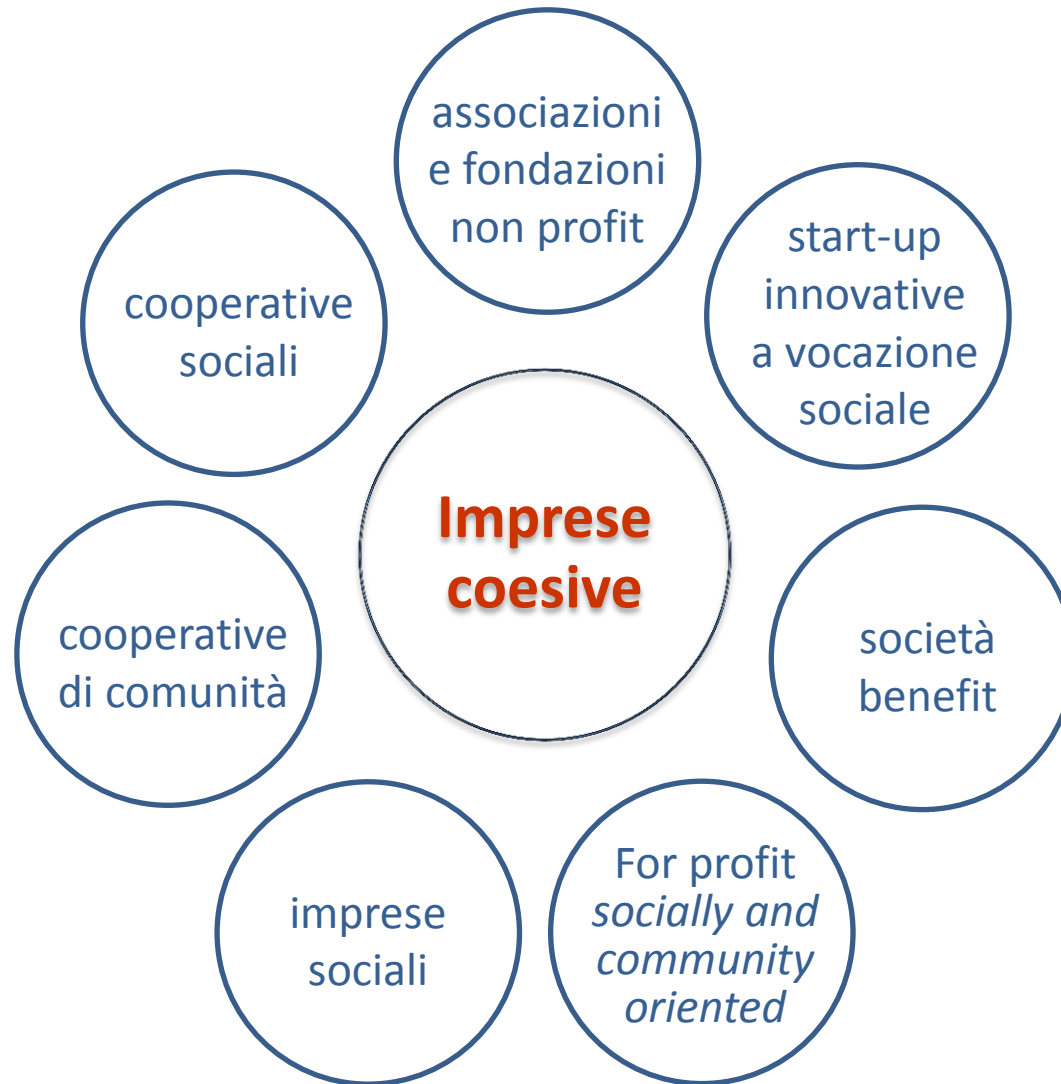 associazioni
e fondazioni
non profit
start-up
innovative
a vocazione
sociale
cooperative
sociali
Imprese
coesive
cooperative
di comunità
società
benefit
imprese
sociali
For profit
socially and
community
oriented